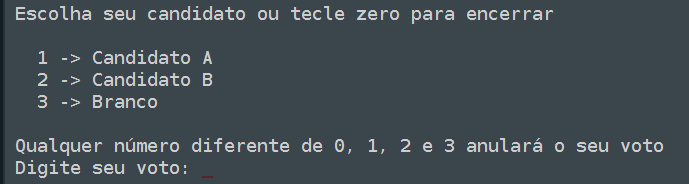 Escolha seu candidato ou tecle zero para encerrar
1 -> Candidato A
2 -> Candidato B
3 -> Branco
Qualquer número diferente de 0, 1, 2 e 3 anulará o seu voto
Digite seu voto: _